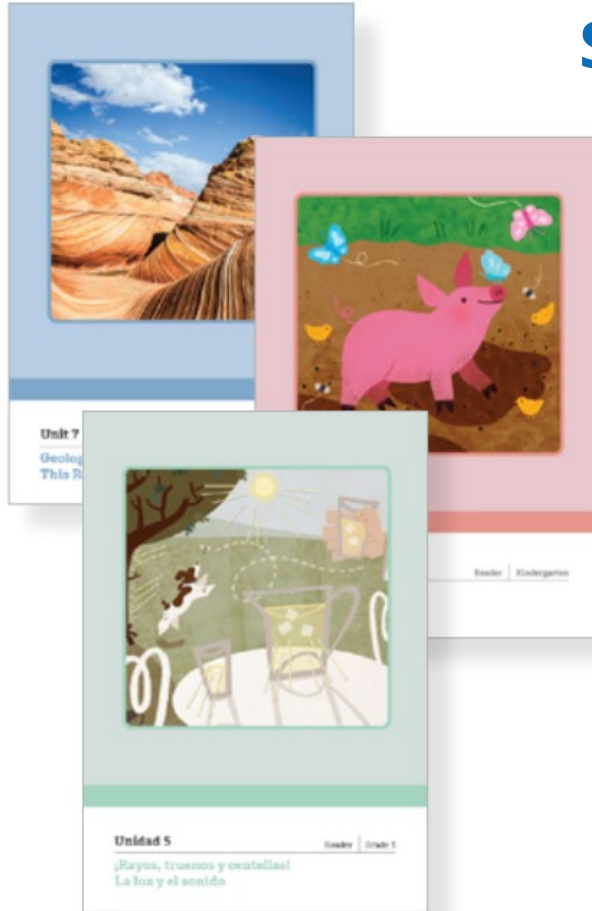 S
Unit 7
Geolog
This R
Reader | Kindergarten
Unidad 5
Reader | Grade 3
¡Rayos, truenos y centellas!
La luz y el sonido